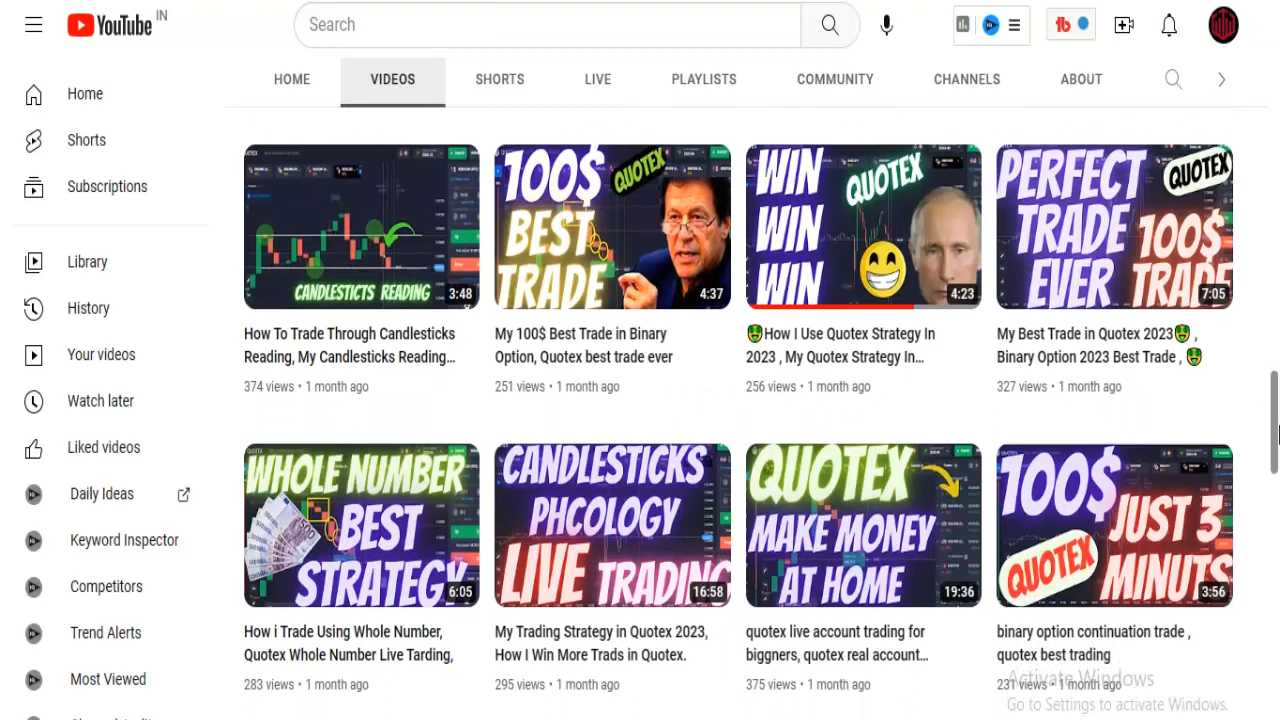 YouTube IN
Search
HOME
VIDEOS
SHORTS
LIVE
PLAYLISTS
COMMUNITY
CHANNELS
ABOUT
Home
Shorts
Subscriptions
Library
History
Your videos
Watch later
Liked videos
Daily Ideas
Keyword Inspector
Competitors
Trend Alerts
Most Viewed
CANDLESTICTS READING
3:48
How To Trade Through Candlesticks
Reading, My Candlesticks Reading...
374 views • 1 month ago
100$
QUOTEX
BEST
TRADE
4:37
My 100$ Best Trade in Binary
Option, Quotex best trade ever
251 views • 1 month ago
WIN
WIN
WIN
QUOTEX
4:23
🤑How I Use Quotex Strategy In
2023 , My Quotex Strategy In...
256 views • 1 month ago
PERFECT
TRADE
EVER
QUOTEX
100$
TRADE
7:05
My Best Trade in Quotex 2023🤑 ,
Binary Option 2023 Best Trade , 🤑
327 views • 1 month ago
WHOLE NUMBER
BEST
STRATEGY
6:05
How i Trade Using Whole Number,
Quotex Whole Number Live Tarding,
283 views • 1 month ago
CANDLESTICKS
PHCOLOGY
LIVE TRADING
16:58
My Trading Strategy in Quotex 2023,
How I Win More Trads in Quotex.
295 views • 1 month ago
QUOTEX
MAKE MONEY
AT HOME
19:36
quotex live account trading for
biggners, quotex real account...
375 views • 1 month ago
100$
JUST 3
MINUTS
QUOTEX
3:56
binary option continuation trade ,
quotex best trading
231 views • 1 month ago
Activate Windows
Go to Settings to activate Windows.